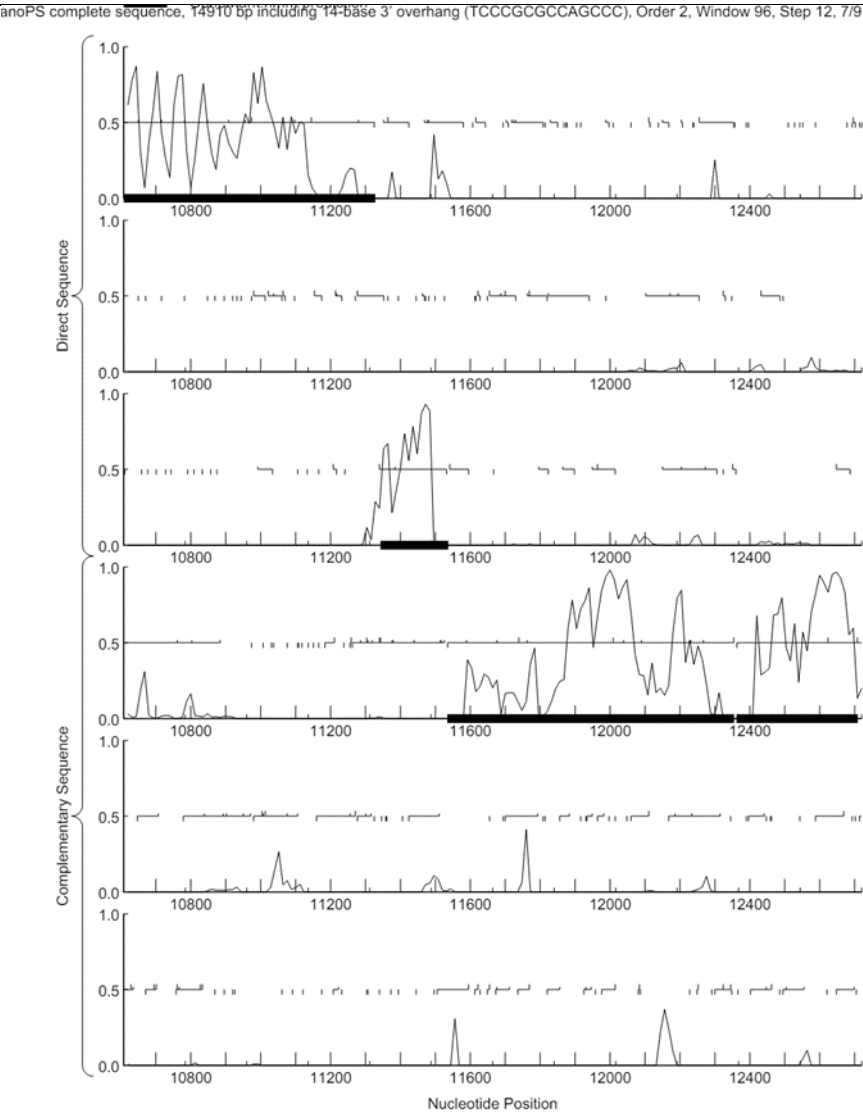 anoPS complete sequence, 14910 bp including 14-base 3' overhang (TCCCGCGCCAGCCC), Order 2, Window 96, Step 12, 7/9
Direct Sequence
1.0
0.5
0.0
10800 11200 11600 12000 12400
1.0
0.5
0.0
10800 11200 11600 12000 12400
1.0
0.5
0.0
10800 11200 11600 12000 12400
Complementary Sequence
1.0
0.5
0.0
10800 11200 11600 12000 12400
1.0
0.5
0.0
10800 11200 11600 12000 12400
1.0
0.5
0.0
10800 11200 11600 12000 12400
Nucleotide Position